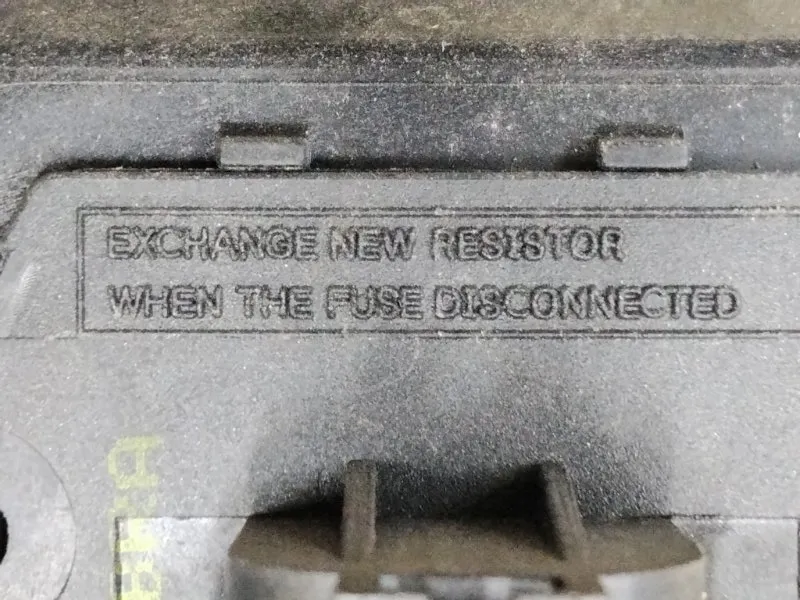 EXCHANGE NEW RESISTOR
WHEN THE FUSE DISCONNECTED